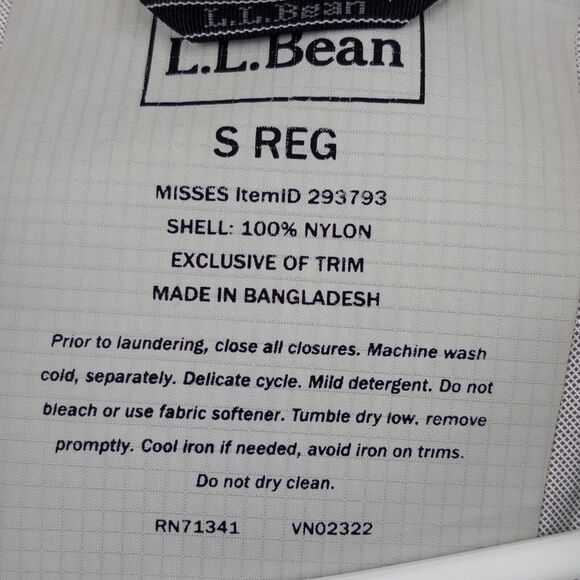 L.L.Bean
L.L.Bean
S REG
MISSES ItemID 293793
SHELL: 100% NYLON
EXCLUSIVE OF TRIM
MADE IN BANGLADESH
Prior to laundering, close all closures. Machine wash
cold, separately. Delicate cycle. Mild detergent. Do not
bleach or use fabric softener. Tumble dry low. remove
promptly. Cool iron if needed, avoid iron on trims.
Do not dry clean.
RN71341 VN02322